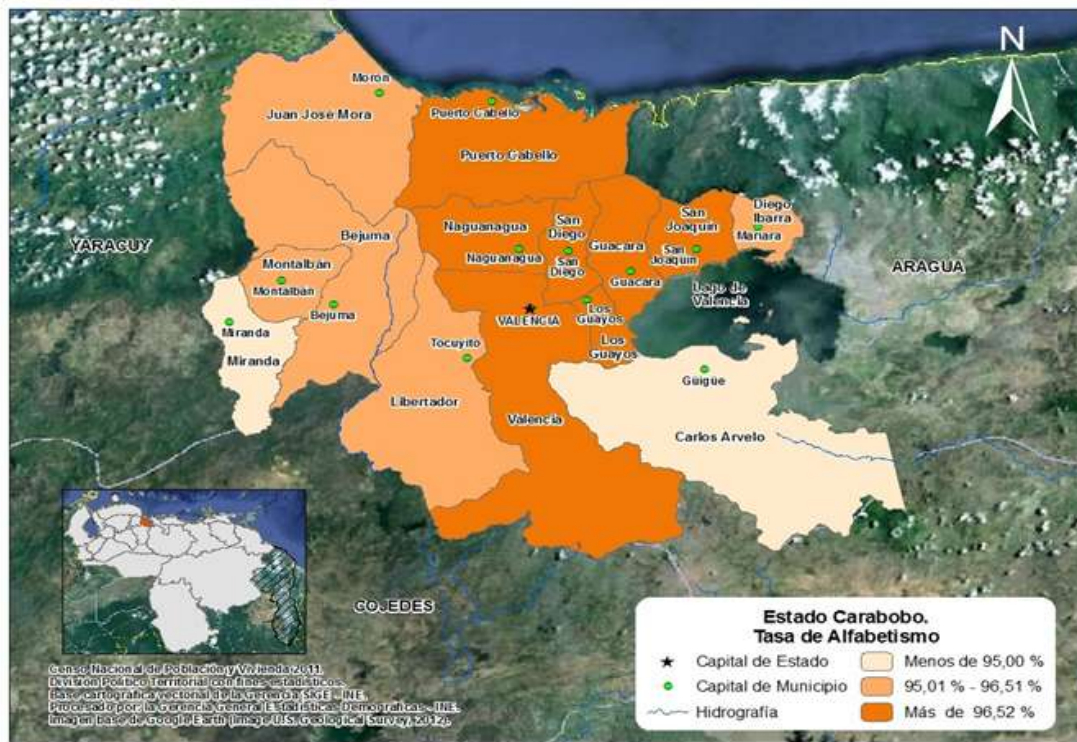 N
Morón
Juan José Mora
Puerto Cabello
Puerto Cabello
YARACUY
Bejuma
Montalbán
Montalbán
Bejuma
Miranda
Miranda
Naguanagua
Naguanagua
San
Diego
San
Diego
Guacara
Guacara
San
Joaquín
San
Joaquín
Diego
Ibarra
Mariara
ARAGUA
Lago de
Valencia
VALENCIA
Los
Guayos
Los
Guayos
Tocuyito
Libertador
Valencia
Güigüe
Carlos Arvelo
COJEDES
Censo Nacional de Población y Vivienda 2011.
División Político Territorial con fines estadísticos.
Base cartográfica vectorial de la Gerencia SIGE - INE.
Procesado por: la Gerencia General Estadísticas Demográficas - INE.
Imagen base de Google Earth (Image U.S. Geological Survey, 2012).
Estado Carabobo.
Tasa de Alfabetismo
Capital de Estado
Capital de Municipio
Hidrografía
Menos de 95,00 %
95,01 % - 96,51 %
Más de 96,52 %